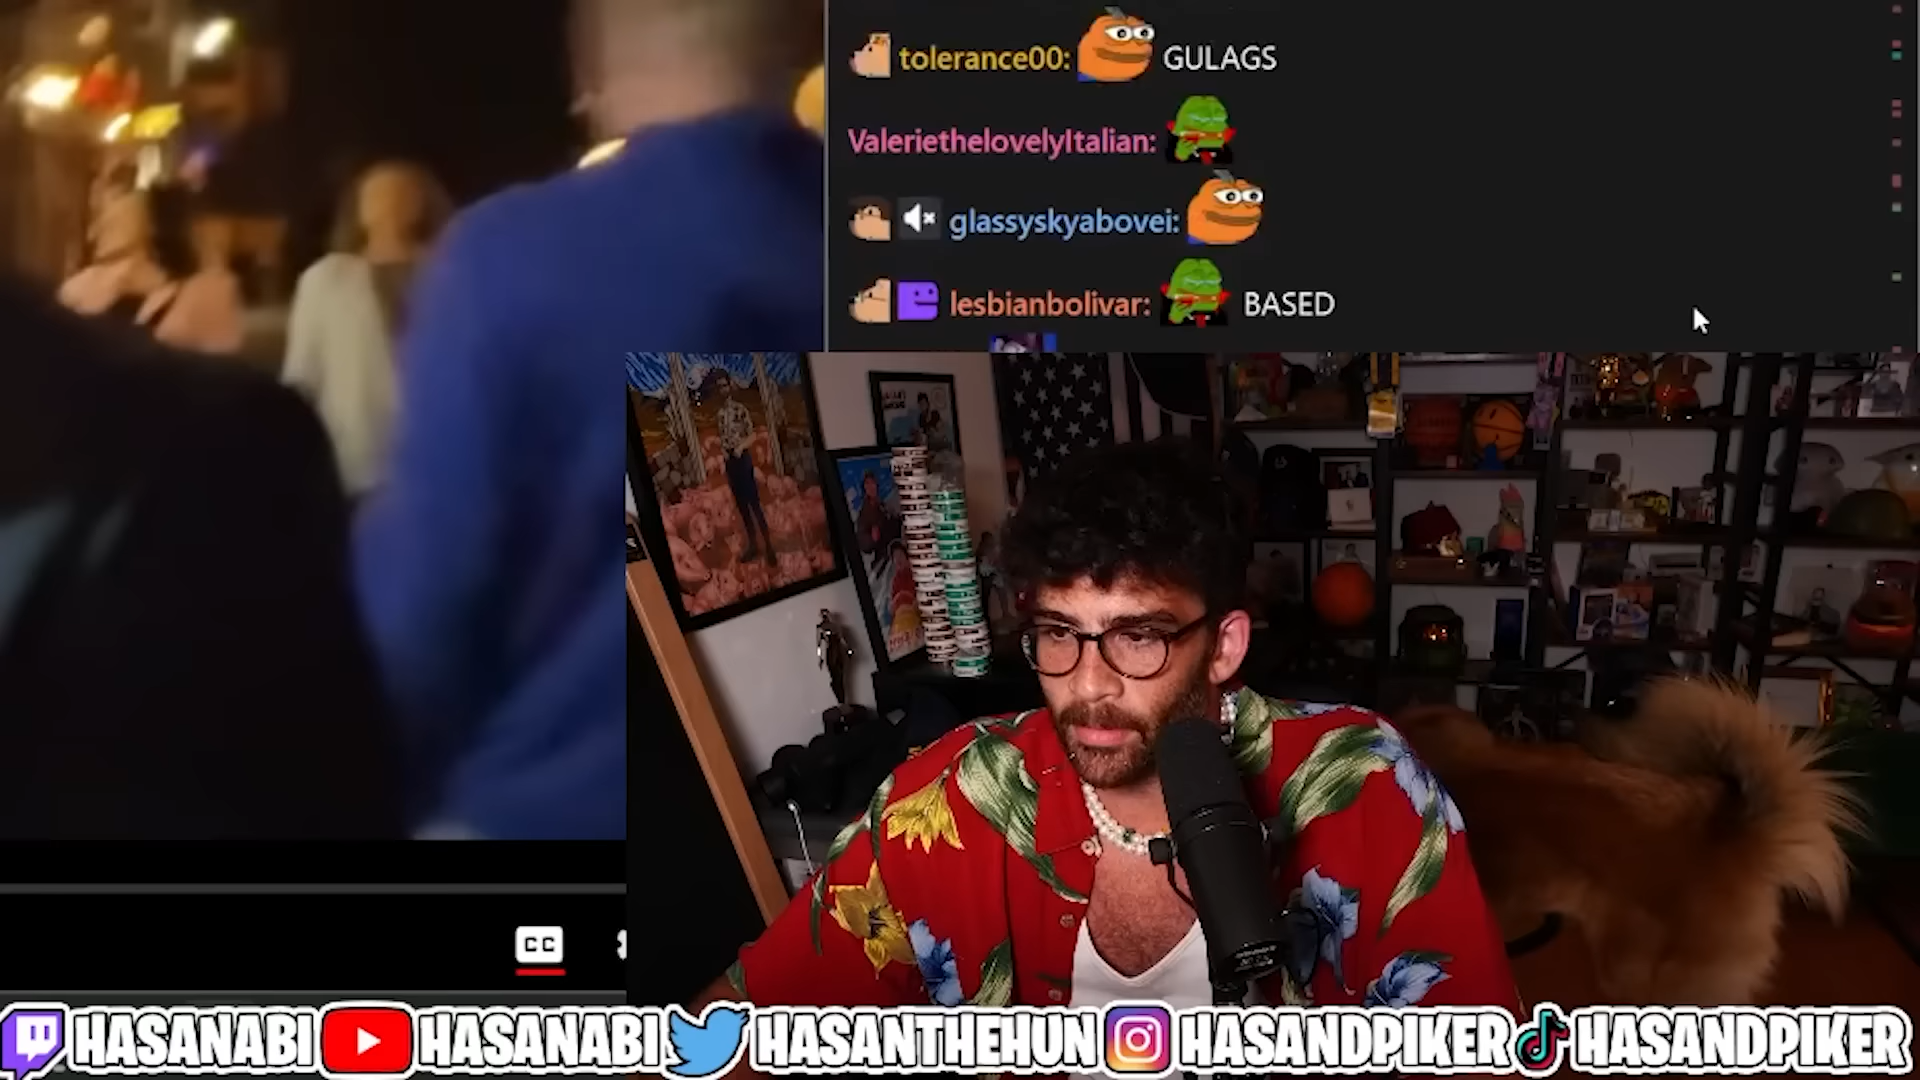 tolerance00: GULAGS
ValeriethelovelyItalian:
glassyskyabovei:
lesbianbolivar: BASED
CC
HASANABI HASANABI HASANTHEHUN HASANDPIKER HASANDPIKER